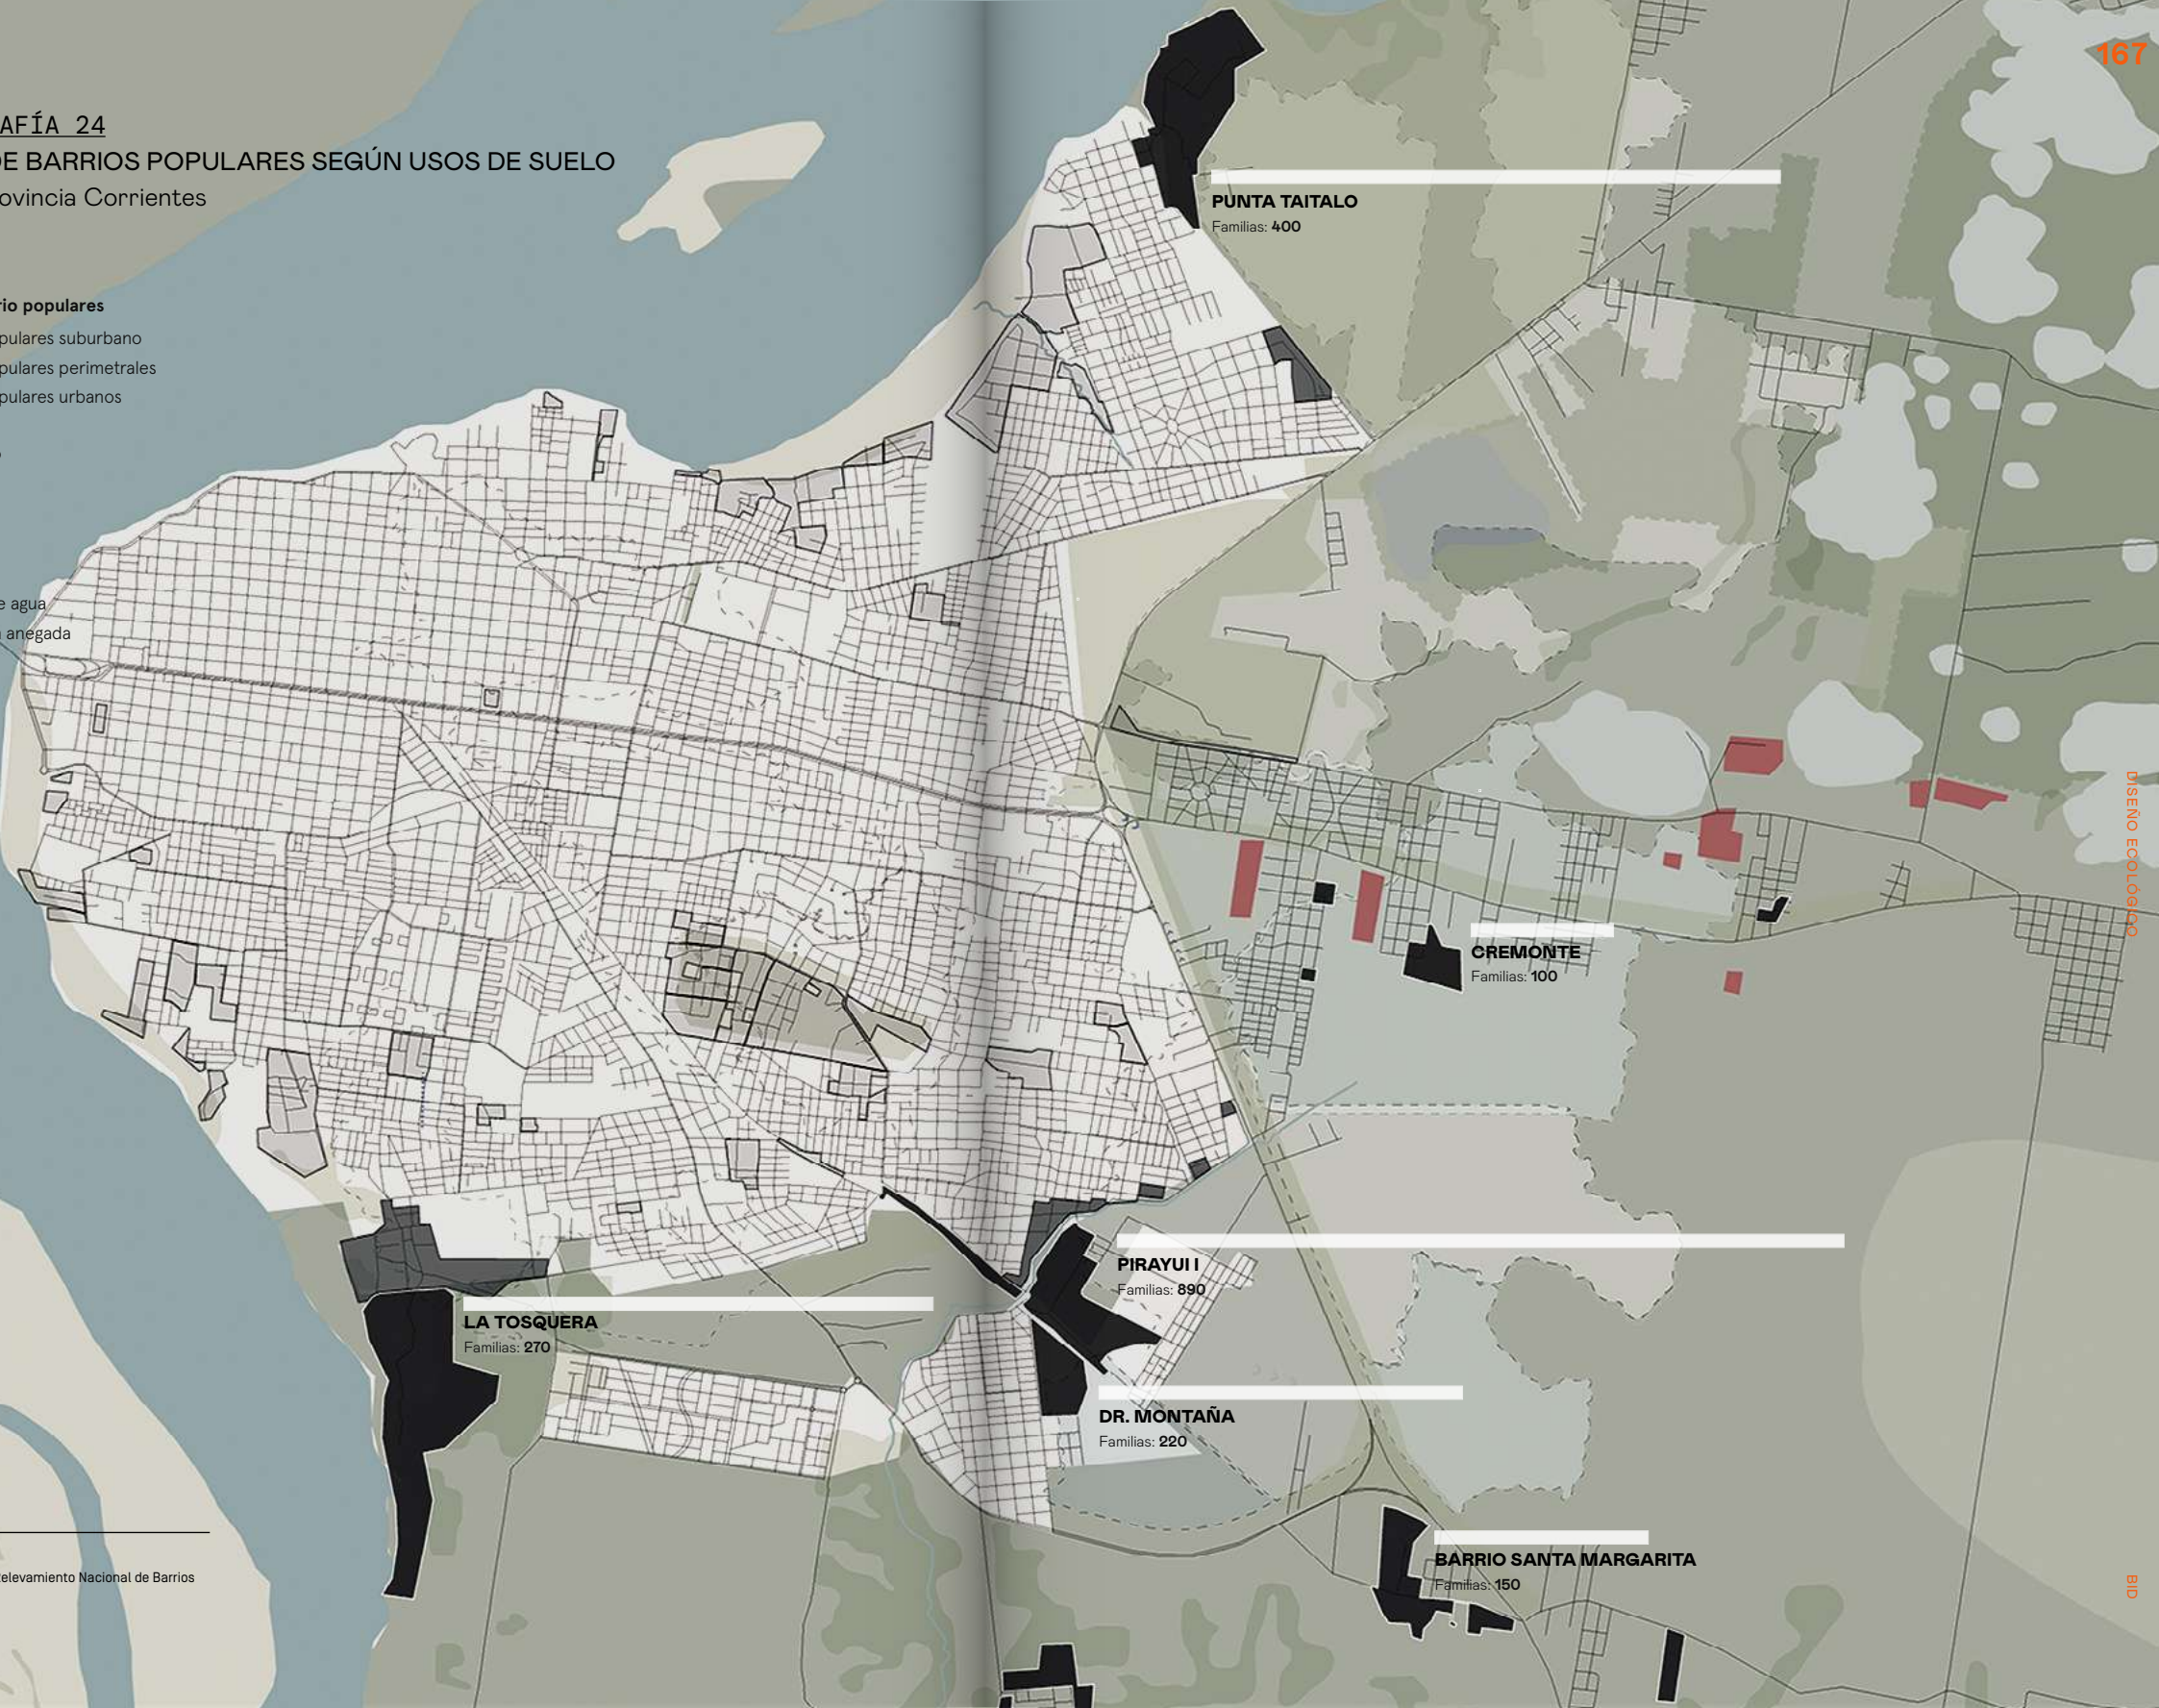 167
AFÍA 24
DE BARRIOS POPULARES SEGÚN USOS DE SUELO
ovincia Corrientes
rio populares
pulares suburbano
pulares perimetrales
pulares urbanos
e agua
anegada
PUNTA TAITALO
Familias: 400
CREMONTE
Familias: 100
PIRAYUI I
Familias: 890
LA TOSQUERA
Familias: 270
DR. MONTAÑA
Familias: 220
BARRIO SANTA MARGARITA
Familias: 150
elevamiento Nacional de Barrios
DISEÑO ECOLÓGICO
BID